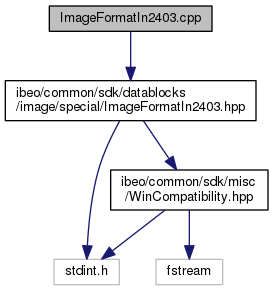 ImageFormatIn2403.cpp
ibeo/common/sdk/datablocks
/image/special/ImageFormatIn2403.hpp
ibeo/common/sdk/misc
/WinCompatibility.hpp
stdint.h
fstream